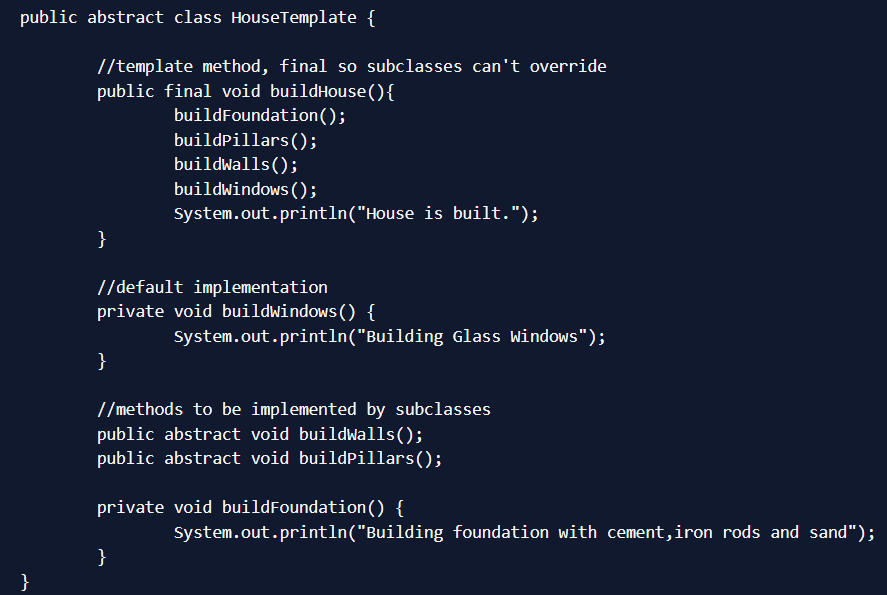 public abstract class HouseTemplate {
//template method, final so subclasses can't override
public final void buildHouse(){
buildFoundation();
buildPillars();
buildWalls();
buildWindows();
System.out.println("House is built.");
}
//default implementation
private void buildWindows() {
System.out.println("Building Glass Windows");
}
//methods to be implemented by subclasses
public abstract void buildWalls();
public abstract void buildPillars();
private void buildFoundation() {
System.out.println("Building foundation with cement,iron rods and sand");
}
}